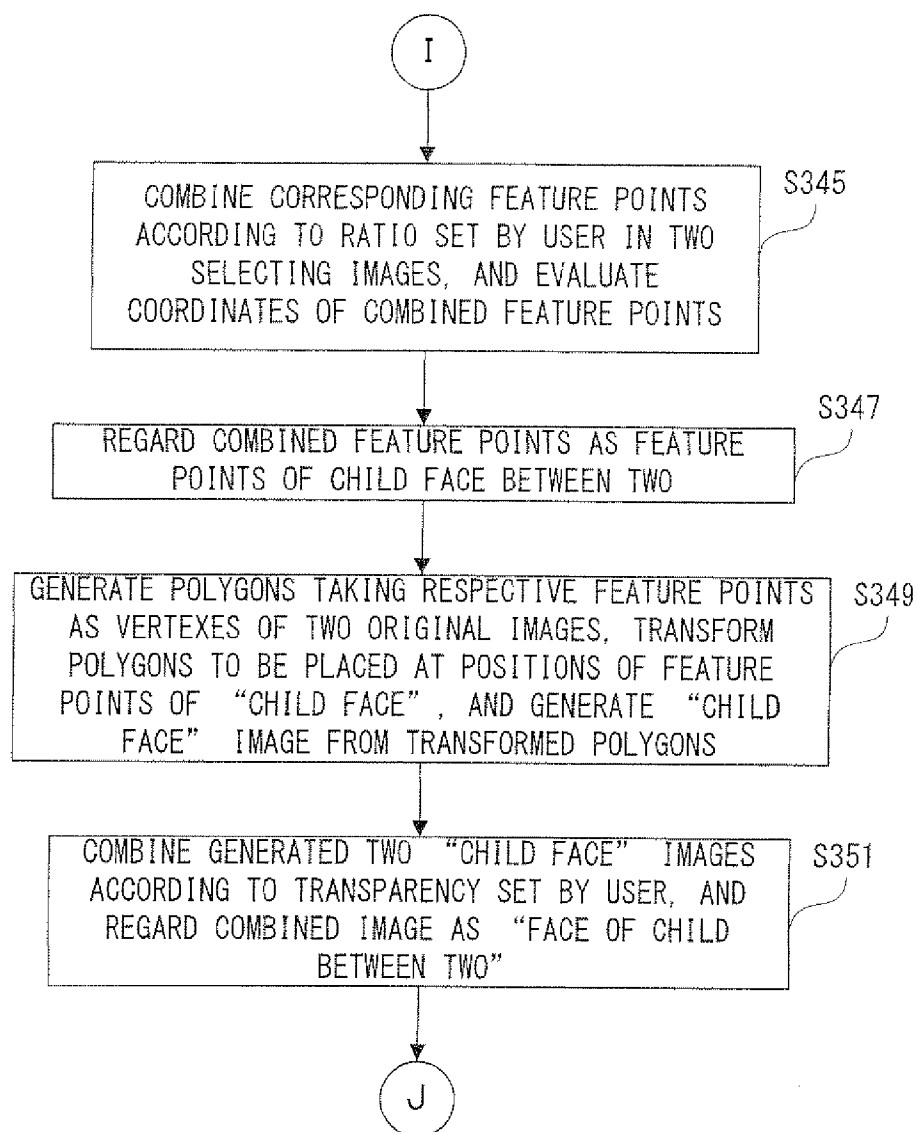 I
S345
COMBINE CORRESPONDING FEATURE POINTS
ACCORDING TO RATIO SET BY USER IN TWO
SELECTING IMAGES, AND EVALUATE
COORDINATES OF COMBINED FEATURE POINTS
S347
REGARD COMBINED FEATURE POINTS AS FEATURE
POINTS OF CHILD FACE BETWEEN TWO
S349
GENERATE POLYGONS TAKING RESPECTIVE FEATURE POINTS
AS VERTEXES OF TWO ORIGINAL IMAGES, TRANSFORM
POLYGONS TO BE PLACED AT POSITIONS OF FEATURE
POINTS OF “CHILD FACE”, AND GENERATE “CHILD
FACE” IMAGE FROM TRANSFORMED POLYGONS
S351
COMBINE GENERATED TWO “CHILD FACE” IMAGES
ACCORDING TO TRANSPARENCY SET BY USER, AND
REGARD COMBINED IMAGE AS “FACE OF CHILD
BETWEEN TWO”
J